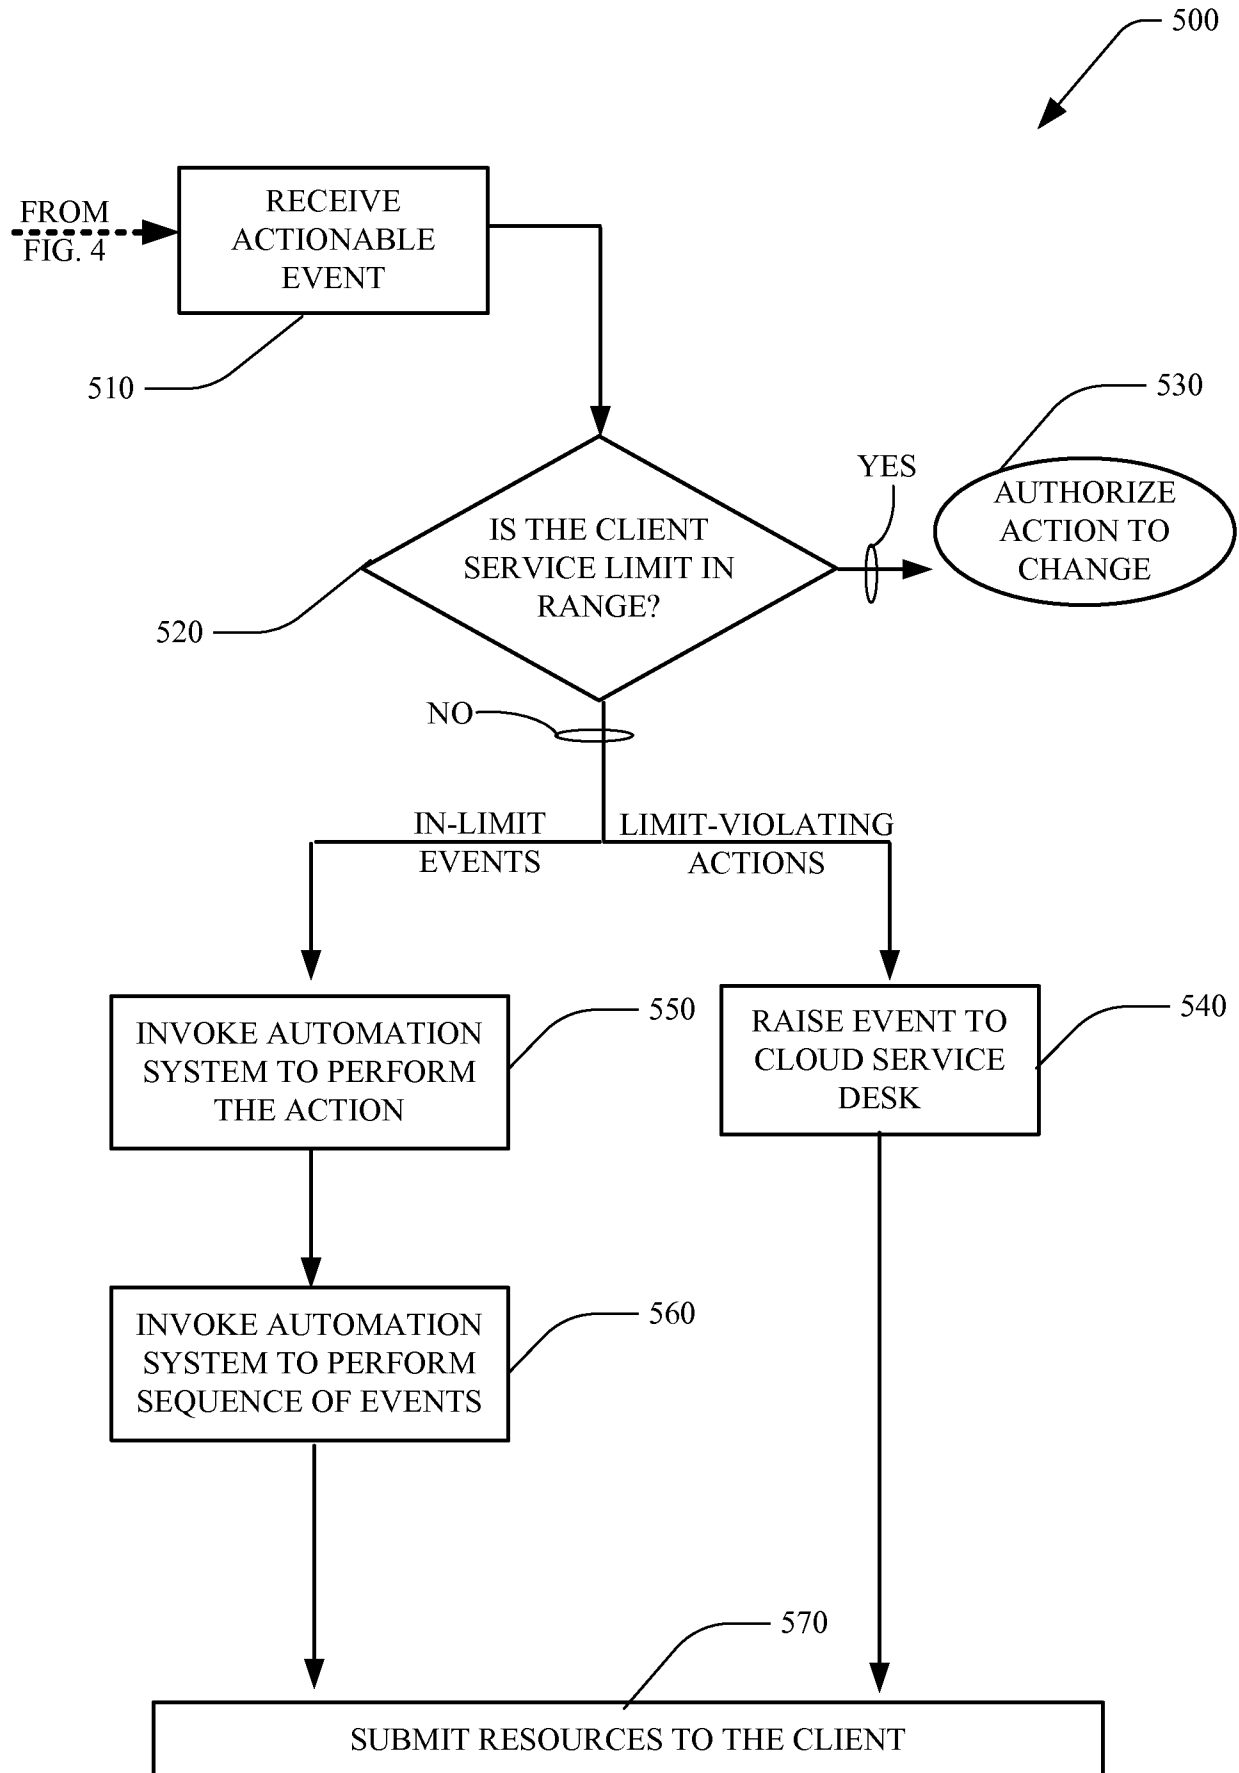 500
FROM
FIG. 4
RECEIVE
ACTIONABLE
EVENT
510
530
YES
AUTHORIZE
ACTION TO
CHANGE
IS THE CLIENT
SERVICE LIMIT IN
RANGE?
520
NO
IN-LIMIT
EVENTS
LIMIT-VIOLATING
ACTIONS
550
INVOKE AUTOMATION
SYSTEM TO PERFORM
THE ACTION
540
RAISE EVENT TO
CLOUD SERVICE
DESK
560
INVOKE AUTOMATION
SYSTEM TO PERFORM
SEQUENCE OF EVENTS
570
SUBMIT RESOURCES TO THE CLIENT